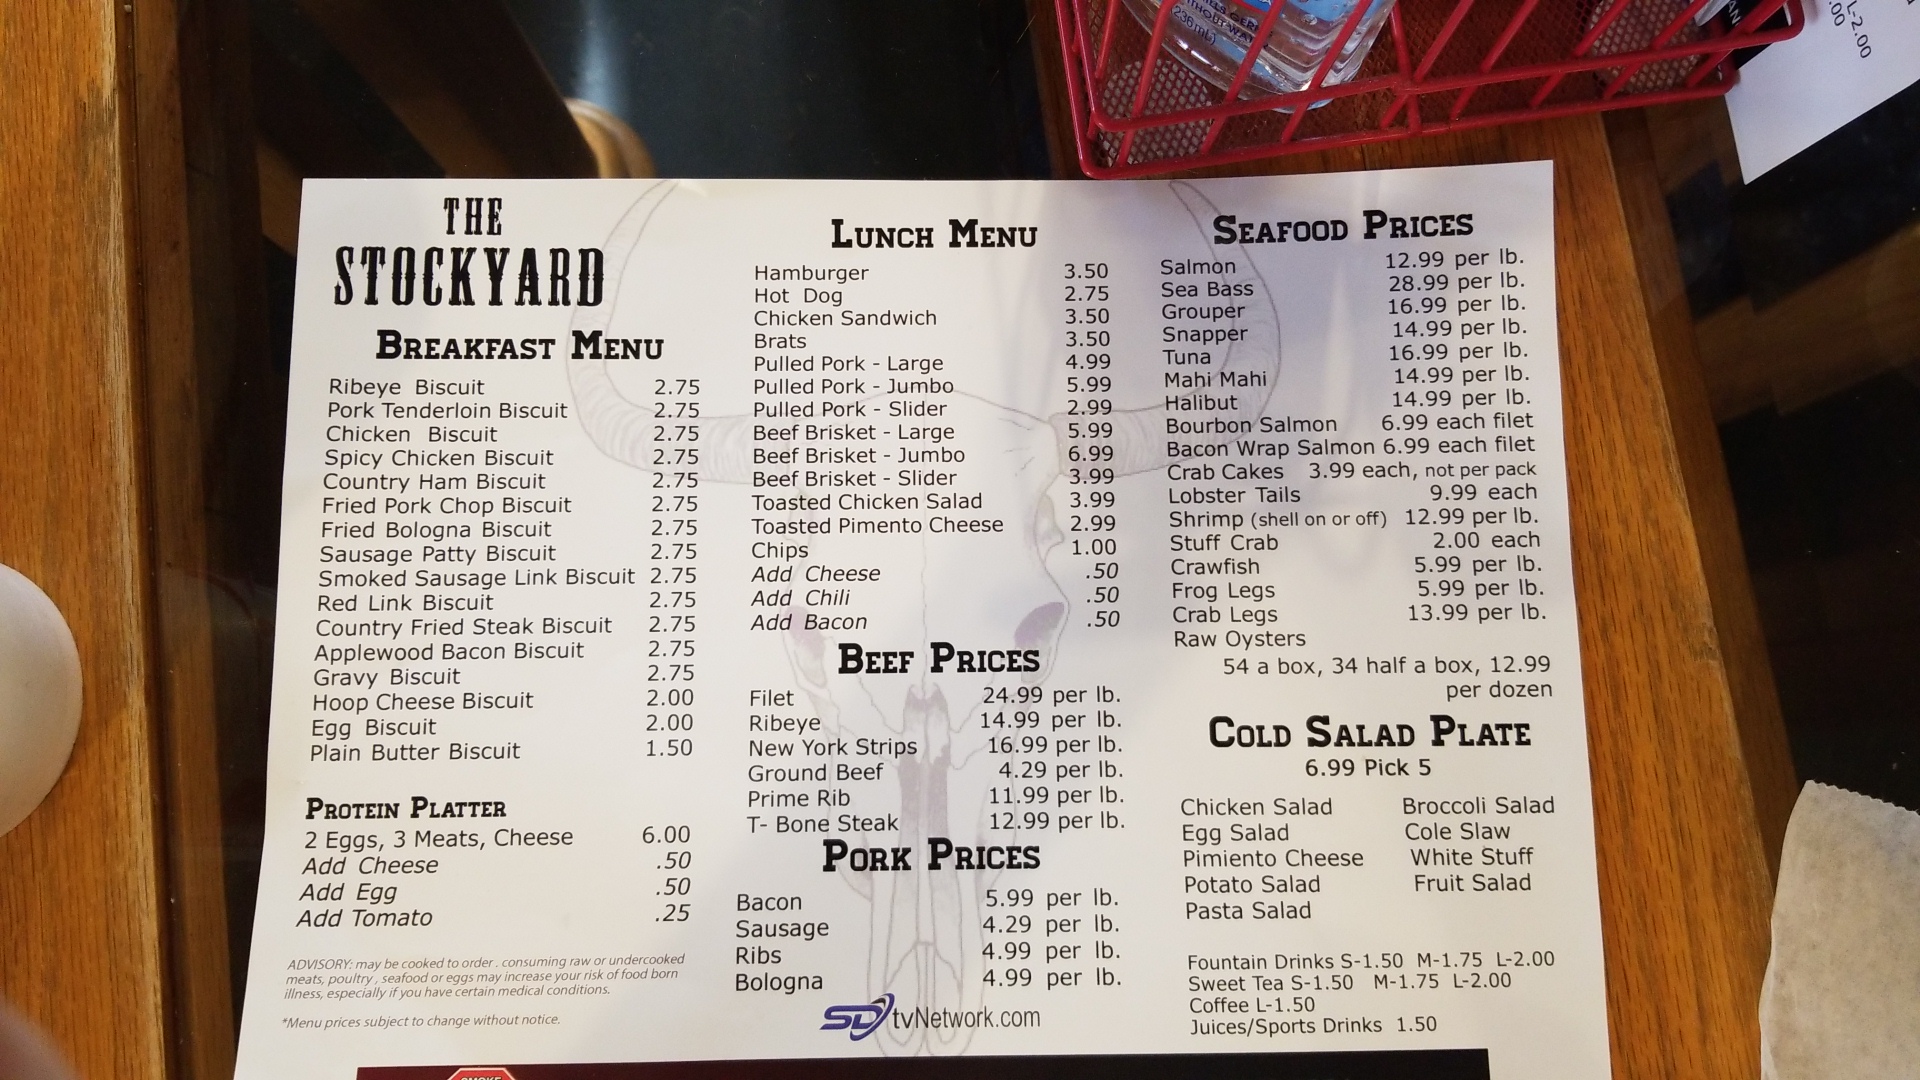 THE
STOCKYARD
BREAKFAST MENU
Ribeye Biscuit 2.75
Pork Tenderloin Biscuit 2.75
Chicken Biscuit 2.75
Spicy Chicken Biscuit 2.75
Country Ham Biscuit 2.75
Fried Pork Chop Biscuit 2.75
Fried Bologna Biscuit 2.75
Sausage Patty Biscuit 2.75
Smoked Sausage Link Biscuit 2.75
Red Link Biscuit 2.75
Country Fried Steak Biscuit 2.75
Applewood Bacon Biscuit 2.75
Gravy Biscuit 2.75
Hoop Cheese Biscuit 2.00
Egg Biscuit 2.00
Plain Butter Biscuit 1.50
PROTEIN PLATTER
2 Eggs, 3 Meats, Cheese 6.00
Add Cheese .50
Add Egg .50
Add Tomato .25
ADVISORY: may be cooked to order . consuming raw or undercooked
meats, poultry , seafood or eggs may increase your risk of food born
illness, especially if you have certain medical conditions.
*Menu prices subject to change without notice.
LUNCH MENU
Hamburger 3.50
Hot Dog 2.75
Chicken Sandwich 3.50
Brats 3.50
Pulled Pork - Large 4.99
Pulled Pork - Jumbo 5.99
Pulled Pork - Slider 2.99
Beef Brisket - Large 5.99
Beef Brisket - Jumbo 6.99
Beef Brisket - Slider 3.99
Toasted Chicken Salad 3.99
Toasted Pimento Cheese 2.99
Chips 1.00
Add Cheese .50
Add Chili .50
Add Bacon .50
BEEF PRICES
Filet 24.99 per lb.
Ribeye 14.99 per lb.
New York Strips 16.99 per lb.
Ground Beef 4.29 per lb.
Prime Rib 11.99 per lb.
T- Bone Steak 12.99 per lb.
PORK PRICES
Bacon 5.99 per lb.
Sausage 4.29 per lb.
Ribs 4.99 per lb.
Bologna 4.99 per lb.
SD tvNetwork.com
SEAFOOD PRICES
Salmon 12.99 per lb.
Sea Bass 28.99 per lb.
Grouper 16.99 per lb.
Snapper 14.99 per lb.
Tuna 16.99 per lb.
Mahi Mahi 14.99 per lb.
Halibut 14.99 per lb.
Bourbon Salmon 6.99 each filet
Bacon Wrap Salmon 6.99 each filet
Crab Cakes 3.99 each, not per pack
Lobster Tails 9.99 each
Shrimp (shell on or off) 12.99 per lb.
Stuff Crab 2.00 each
Crawfish 5.99 per lb.
Frog Legs 5.99 per lb.
Crab Legs 13.99 per lb.
Raw Oysters
54 a box, 34 half a box, 12.99
per dozen
COLD SALAD PLATE
6.99 Pick 5
Chicken Salad Broccoli Salad
Egg Salad Cole Slaw
Pimiento Cheese White Stuff
Potato Salad Fruit Salad
Pasta Salad
Fountain Drinks S-1.50 M-1.75 L-2.00
Sweet Tea S-1.50 M-1.75 L-2.00
Coffee L-1.50
Juices/Sports Drinks 1.50
L-2.00
.00
(236mL)
SMOKE